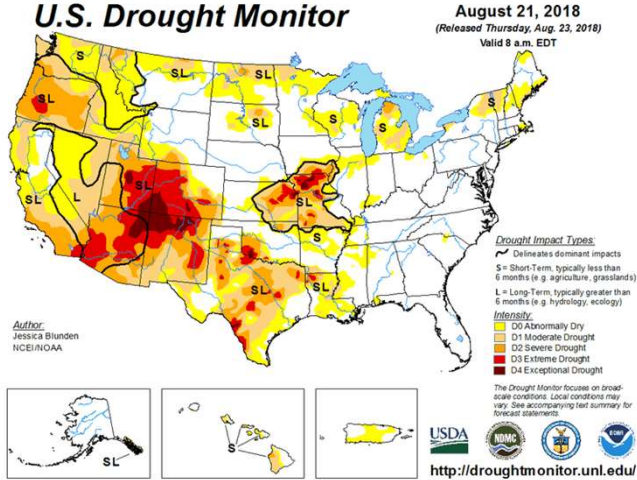 U.S. Drought Monitor
August 21, 2018
(Released Thursday, Aug. 23, 2018)
Valid 8 a.m. EDT
S
SL
SL
SL
SL
S
S
S
SL
L
SL
SL
S
SL
SL
Drought Impact Types:
Delineates dominant impacts
S = Short-Term, typically less than
6 months (e.g. agriculture, grasslands)
L = Long-Term, typically greater than
6 months (e.g. hydrology, ecology)
Intensity:
D0 Abnormally Dry
D1 Moderate Drought
D2 Severe Drought
D3 Extreme Drought
D4 Exceptional Drought
Author:
Jessica Blunden
NCEI/NOAA
The Drought Monitor focuses on broad-
scale conditions. Local conditions may
vary. See accompanying text summary for
forecast statements.
SL
S
USDA
NDMC
NOAA
http://droughtmonitor.unl.edu/